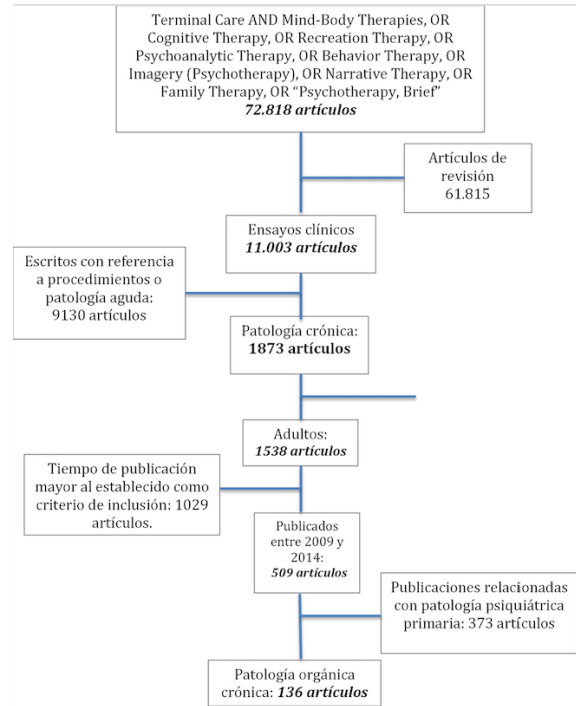 Terminal Care AND Mind-Body Therapies, OR
Cognitive Therapy, OR Recreation Therapy, OR
Psychoanalytic Therapy, OR Behavior Therapy, OR
Imagery (Psychotherapy), OR Narrative Therapy, OR
Family Therapy, OR “Psychotherapy, Brief”
72.818 artículos
Artículos de
revisión
61.815
Ensayos clínicos
11.003 artículos
Escritos con referencia
a procedimientos o
patología aguda:
9130 artículos
Patología crónica:
1873 artículos
Adultos:
1538 artículos
Tiempo de publicación
mayor al establecido como
criterio de inclusión: 1029
artículos.
Publicados
entre 2009 y
2014:
509 artículos
Publicaciones relacionadas
con patología psiquiátrica
primaria: 373 artículos
Patología orgánica
crónica: 136 artículos